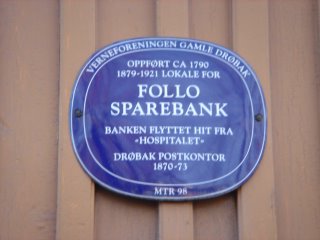 VERNEFORENINGEN GAMLE DRØBAK
OPPFØRT CA 1790
1879-1921 LOKALE FOR
FOLLO
SPAREBANK
BANKEN FLYTTET HIT FRA
«HOSPITALET»
DRØBAK POSTKONTOR
1870-73
MTR 98